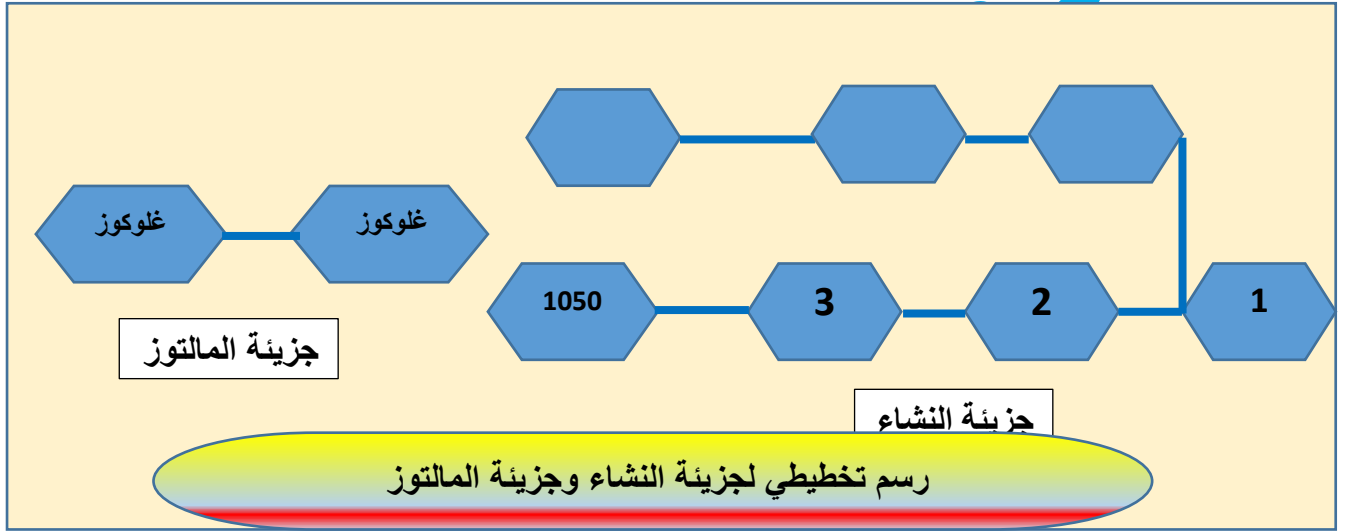 غلوكوز
غلوكوز
جزيئة المالتوز
1
2
3
1050
جزيئة النشاء
رسم تخطيطي لجزيئة النشاء وجزيئة المالتوز